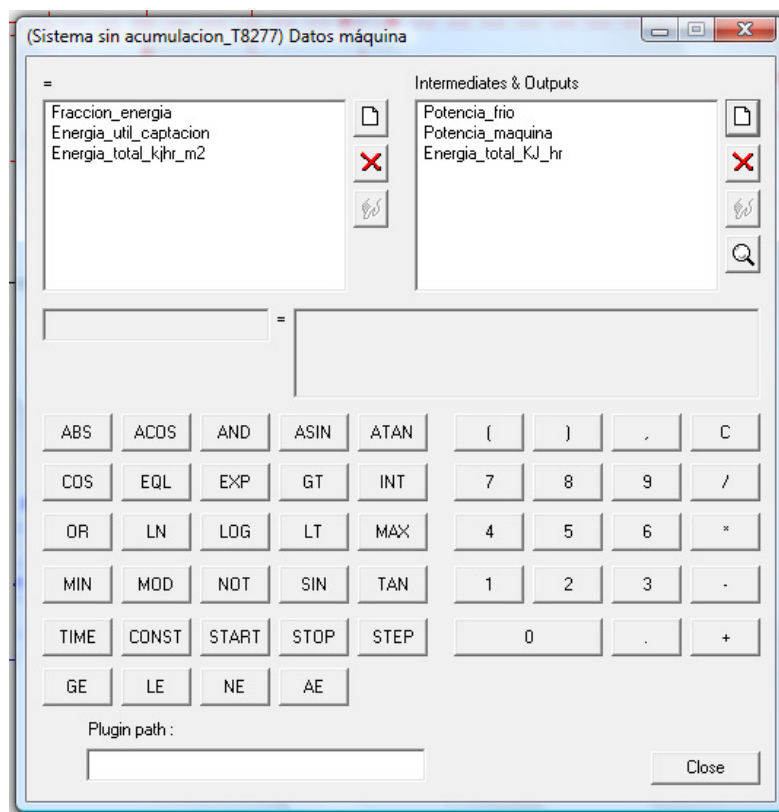 (Sistema sin acumulacion_T8277) Datos máquina
=
Intermediates & Outputs
Fraccion_energia
Energia_util_captacion
Energia_total_kjhr_m2
Potencia_frio
Potencia_maquina
Energia_total_KJ_hr
=
ABS ACOS AND ASIN ATAN ( ) , C
COS EQL EXP GT INT 7 8 9 /
OR LN LOG LT MAX 4 5 6 *
MIN MOD NOT SIN TAN 1 2 3 -
TIME CONST START STOP STEP 0 . +
GE LE NE AE
Plugin path :
Close